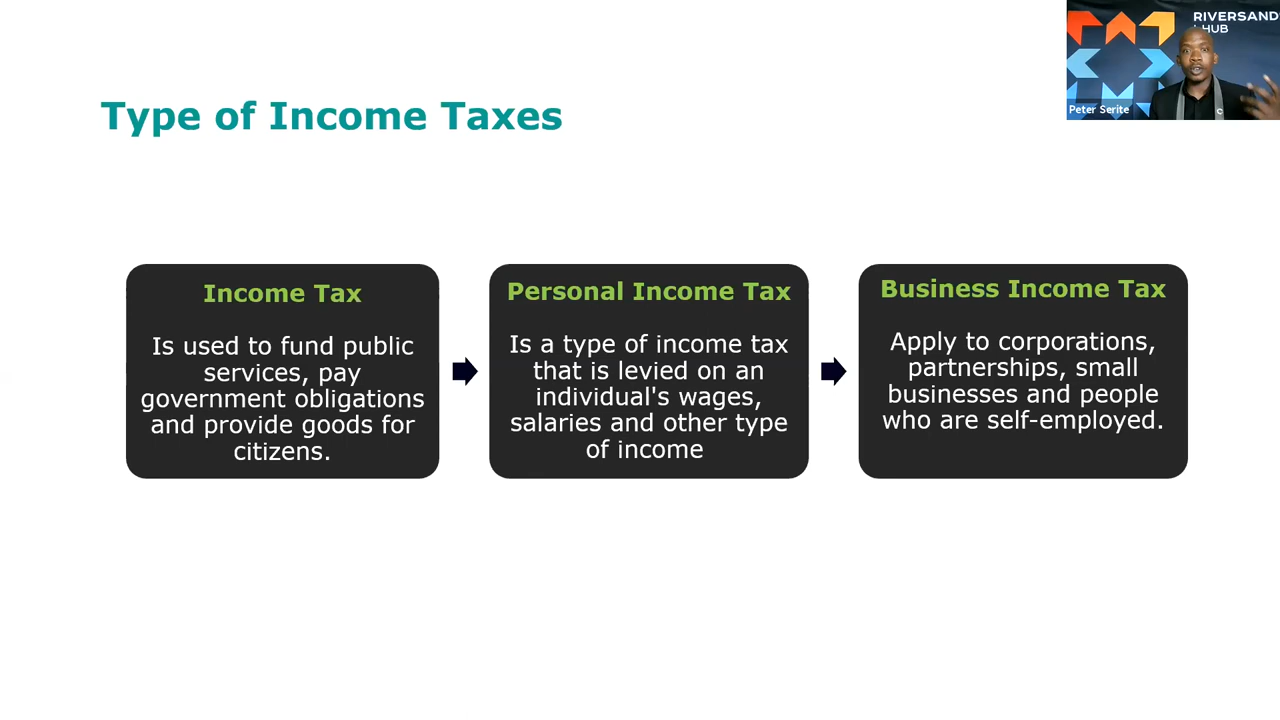 RIVERSAND
HUB
Peter Serite
Type of Income Taxes
Income Tax
Is used to fund public
services, pay
government obligations
and provide goods for
citizens.
Personal Income Tax
Is a type of income tax
that is levied on an
individual's wages,
salaries and other type
of income
Business Income Tax
Apply to corporations,
partnerships, small
businesses and people
who are self-employed.